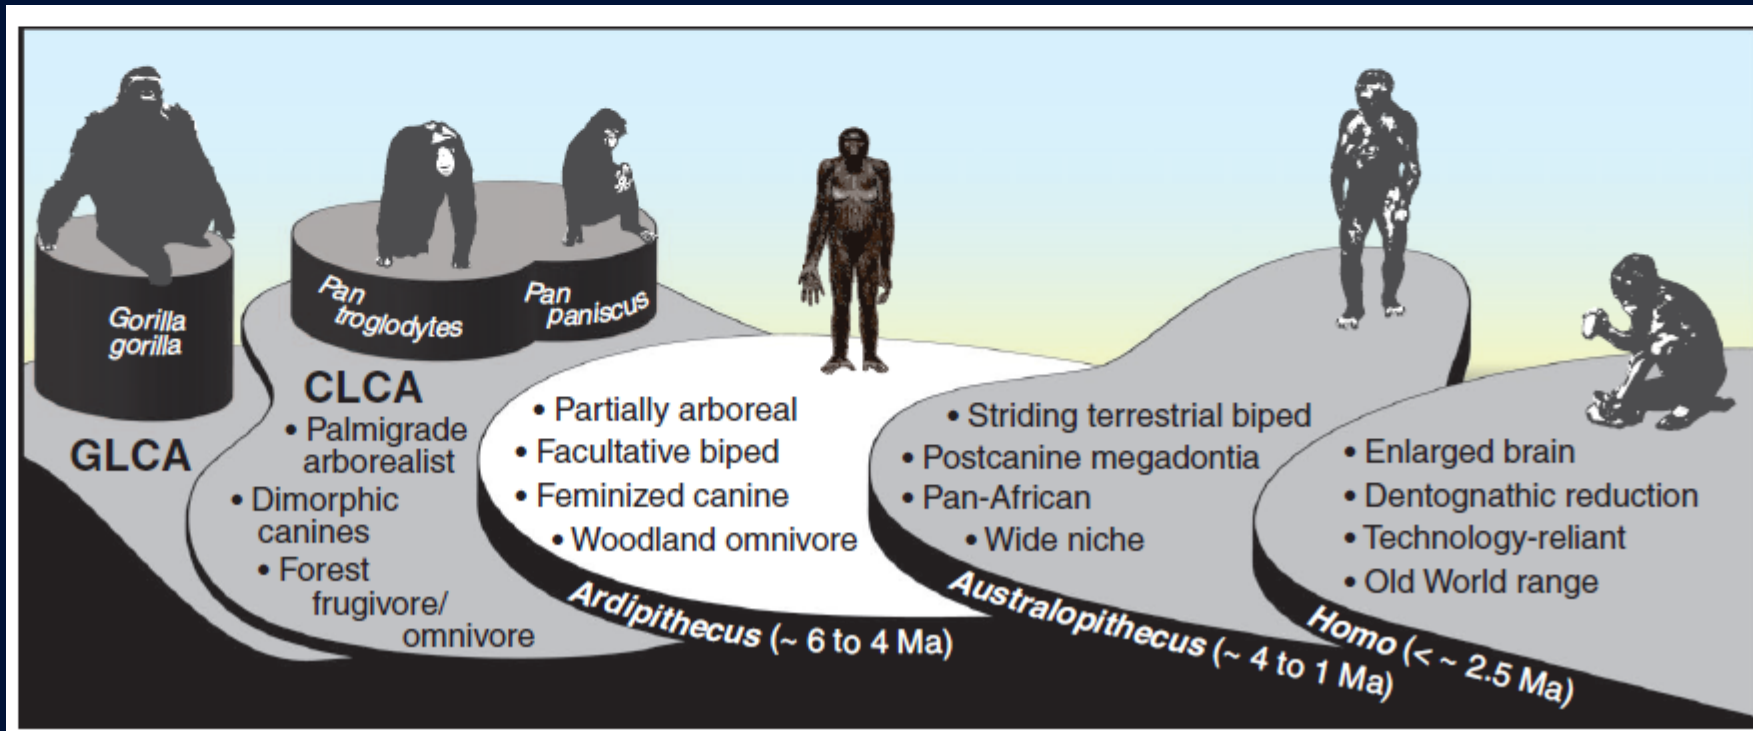 Gorilla
gorilla
GLCA
Pan
troglodytes
Pan
paniscus
CLCA
• Palmigrade
arborealist
• Dimorphic
canines
• Forest
frugivore/
omnivore
• Partially arboreal
• Facultative biped
• Feminized canine
• Woodland omnivore
Ardipithecus (~ 6 to 4 Ma)
• Striding terrestrial biped
• Postcanine megadontia
• Pan-African
• Wide niche
Australopithecus (~ 4 to 1 Ma)
• Enlarged brain
• Dentognathic reduction
• Technology-reliant
• Old World range
Homo (< ~ 2.5 Ma)